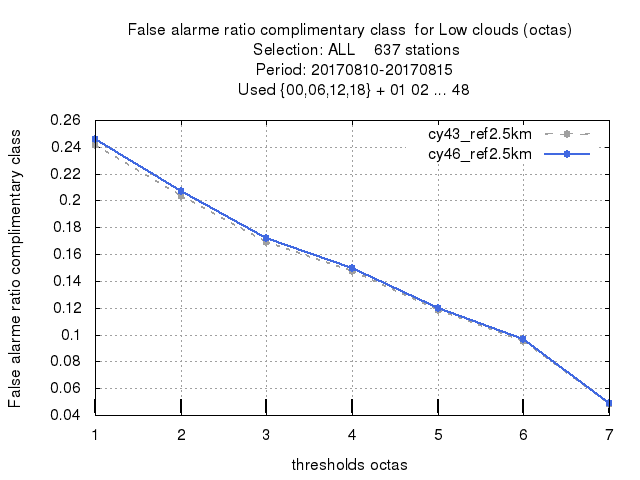 False alarme ratio complimentary class  for Low clouds (octas)
Selection: ALL    637 stations
Period: 20170810-20170815
Used {00,06,12,18} + 01 02 ... 48
cy43_ref2.5km
cy46_ref2.5km
False alarme ratio complimentary class
0.26
0.24
0.22
0.2
0.18
0.16
0.14
0.12
0.1
0.08
0.06
0.04
1 2 3 4 5 6 7
thresholds octas